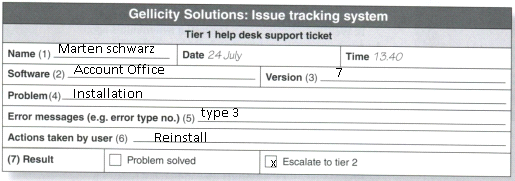 Gellicity Solutions: Issue tracking system
Tier 1 help desk support ticket
Name (1) Marten schwarz Date 24 July Time 13.40
Software (2) Account Office Version (3) 7
Problem(4) Installation
Error messages (e.g. error type no.) (5) type 3
Actions taken by user (6) Reinstall
(7) Result Problem solved x Escalate to tier 2